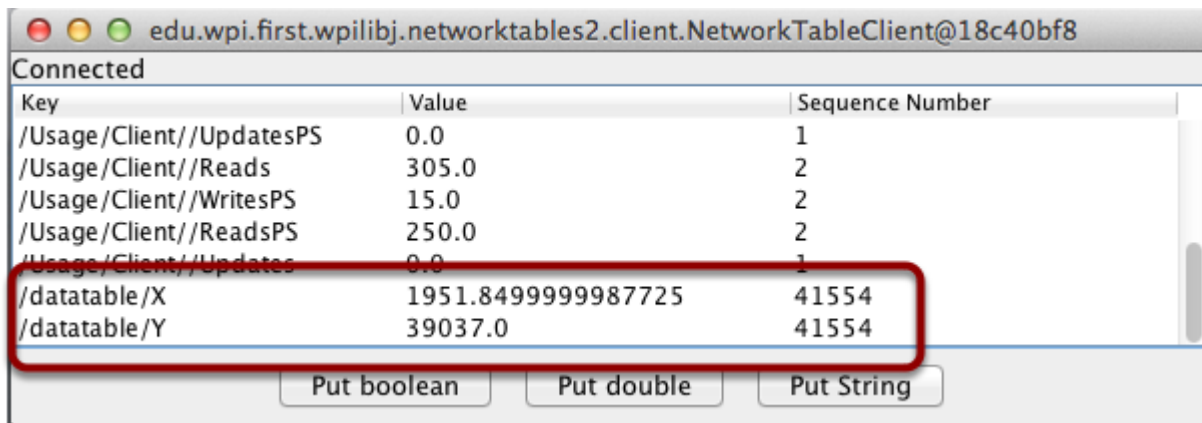 edu.wpi.first.wpilibj.networktables2.client.NetworkTableClient@18c40bf8
Connected
Key Value Sequence Number
/Usage/Client//UpdatesPS 0.0 1
/Usage/Client//Reads 305.0 2
/Usage/Client//WritesPS 15.0 2
/Usage/Client//ReadsPS 250.0 2
/Usage/Client//Updates 0.0 1
/datatable/X 1951.8499999987725 41554
/datatable/Y 39037.0 41554
Put boolean Put double Put String